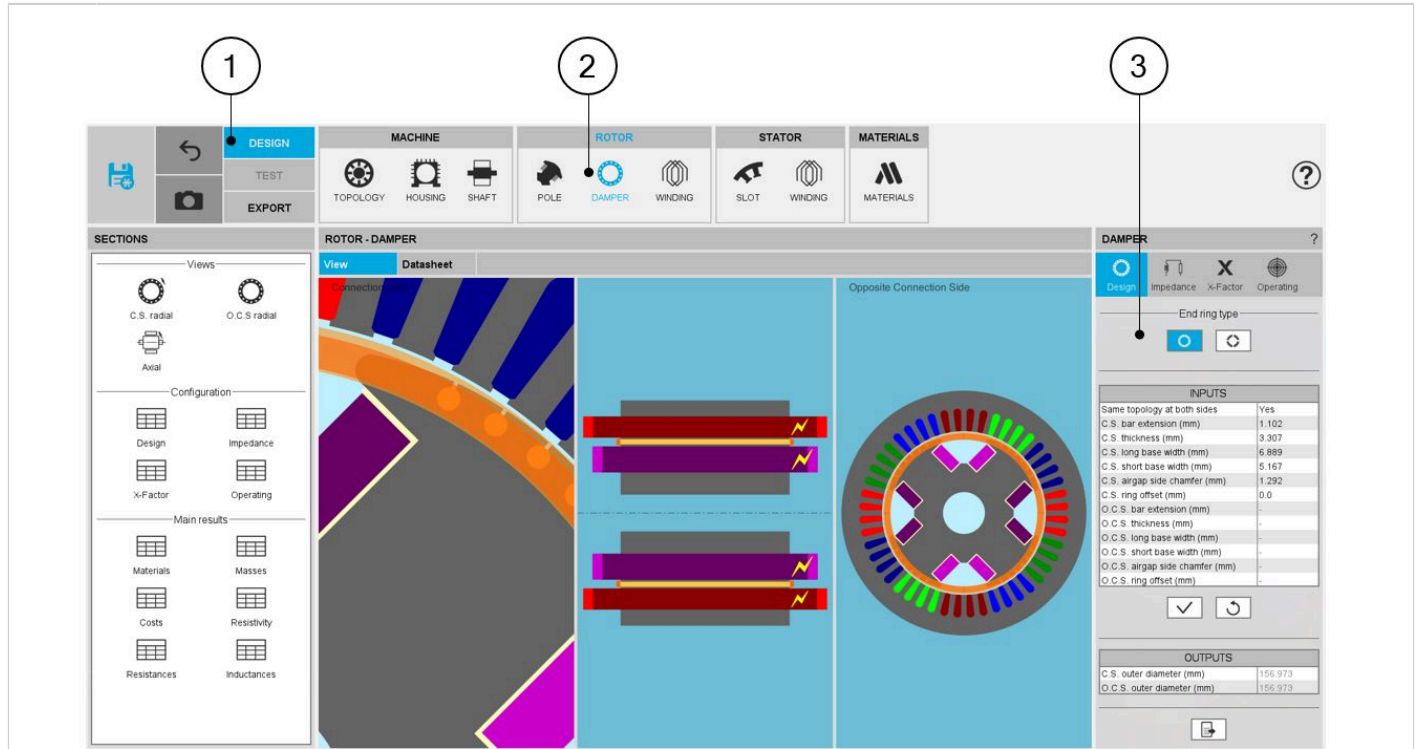 1
2
3
DESIGN
TEST
EXPORT
MACHINE
TOPOLOGY HOUSING SHAFT
ROTOR
POLE DAMPER WINDING
STATOR
SLOT WINDING
MATERIALS
MATERIALS
?
SECTIONS
Views
C.S. radial O.C.S radial
Axial
Configuration
Design Impedance
X-Factor Operating
Main results
Materials Masses
Costs Resistivity
Resistances Inductances
ROTOR - DAMPER
View Datasheet
Connection
Opposite Connection Side
DAMPER ?
X
Design Impedance X-Factor Operating
End ring type
INPUTS
Same topology at both sides Yes
C.S. bar extension (mm) 1.102
C.S. thickness (mm) 3.307
C.S. long base width (mm) 6.889
C.S. short base width (mm) 5.167
C.S. airgap side chamfer (mm) 1.292
C.S. ring offset (mm) 0.0
O.C.S. bar extension (mm) -
O.C.S. thickness (mm) -
O.C.S. long base width (mm) -
O.C.S. short base width (mm) -
O.C.S. airgap side chamfer (mm) -
O.C.S. ring offset (mm) -
OUTPUTS
C.S. outer diameter (mm) 156.973
O.C.S. outer diameter (mm) 156.973